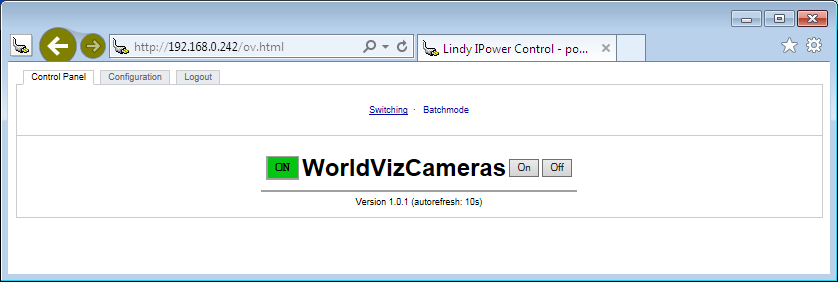 http://192.168.0.242/ov.html
Lindy IPower Control - po...
Control Panel Configuration Logout
Switching · Batchmode
ON WorldVizCameras On Off
Version 1.0.1 (autorefresh: 10s)